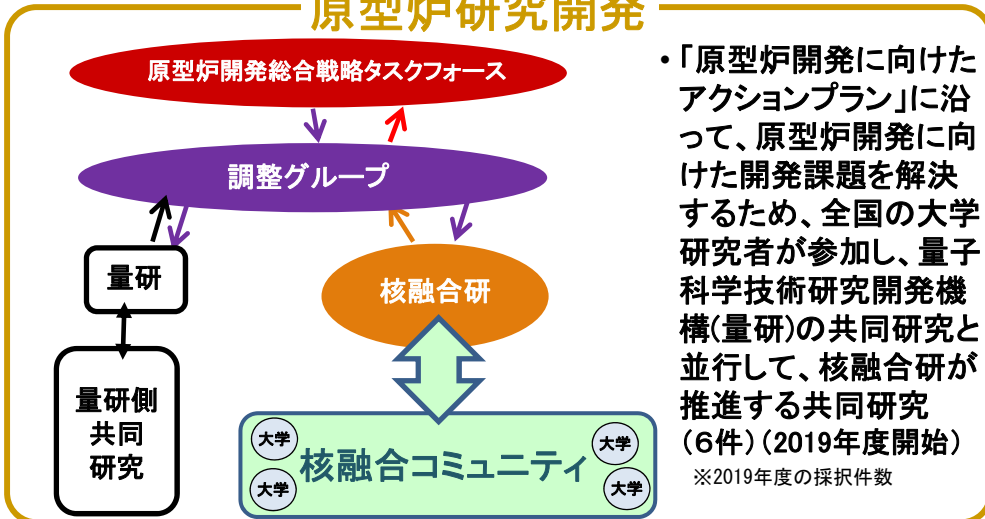 原型炉研究開発
原型炉開発総合戦略タスクフォース
調整グループ
量研
核融合研
量研側
共同
研究
大学
大学
核融合コミュニティ
大学
大学
・「原型炉開発に向けた
アクションプラン」に沿
って、原型炉開発に向
けた開発課題を解決
するため、全国の大学
研究者が参加し、量子
科学技術研究開発機
構(量研)の共同研究と
並行して、核融合研が
推進する共同研究
(6件)(2019年度開始)
※2019年度の採択件数